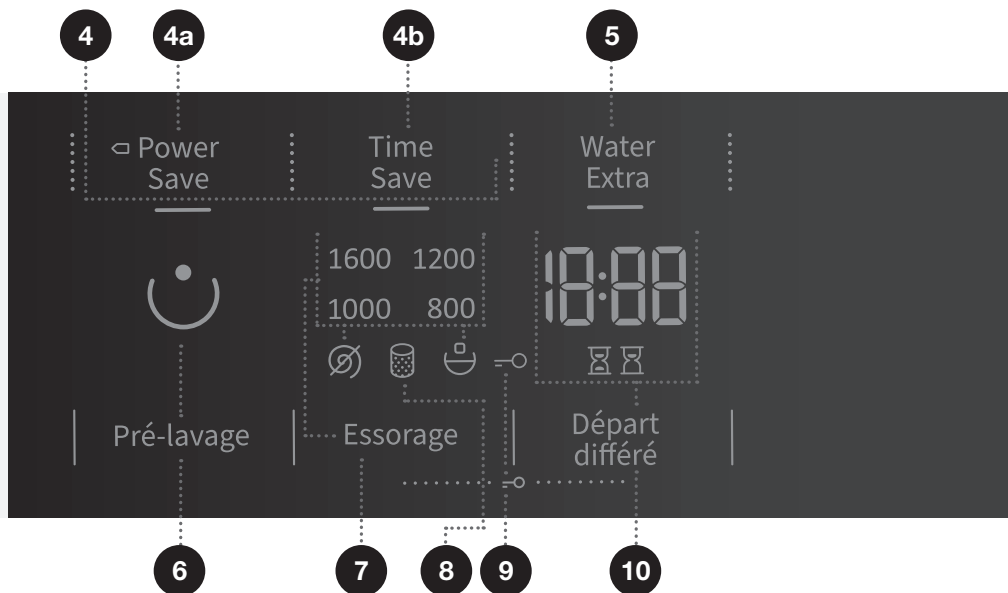 4 4a 4b 5
Power Time Water
Save Save Extra
1600 1200 18:88
1000 800
Pré-lavage Essorage Départ
différé
6 7 8 9 10